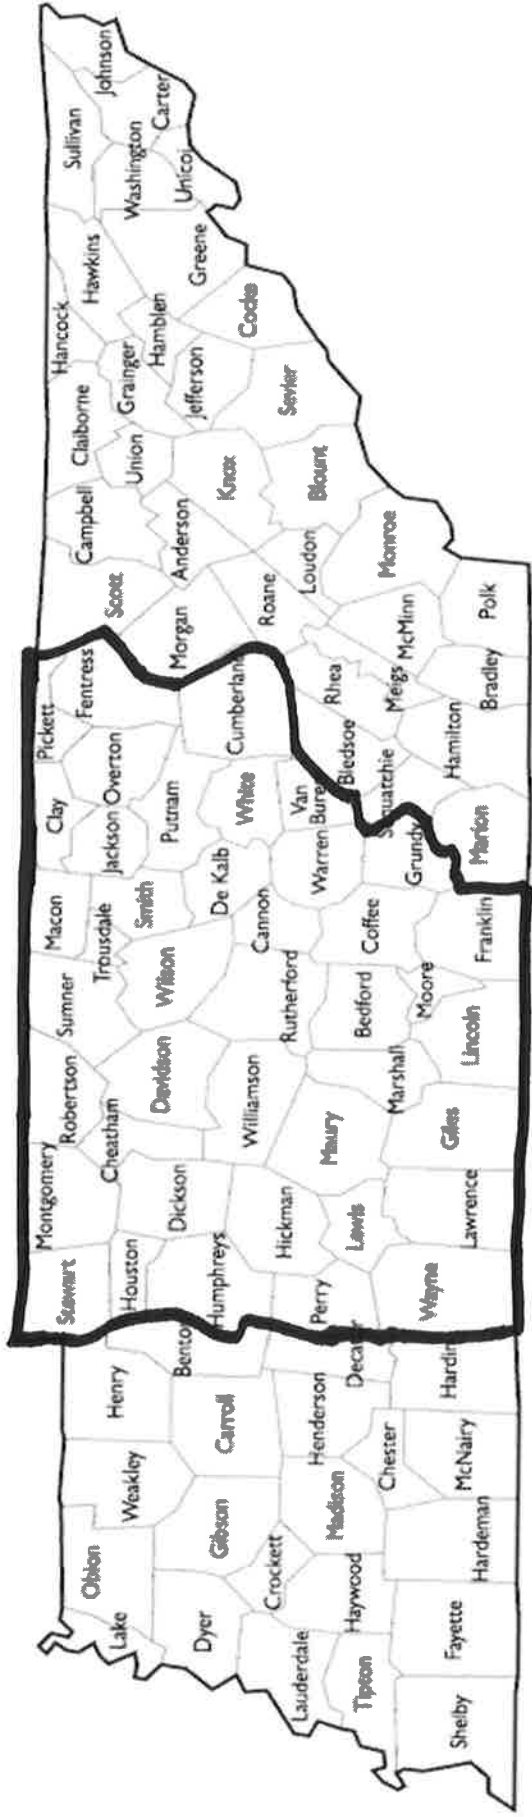 Lake
Obion
Weakley
Henry
Stewart
Montgomery
Robertson
Sumner
Macon
Clay
Pickett
Fentress
Scott
Campbell
Claiborne
Hancock
Hawkins
Sullivan
Johnson
Dyer
Gibson
Carroll
Bento
Houston
Humphreys
Dickson
Cheatham
Davidson
Wilson
Trousdale
Smith
Jackson
Overton
Putnam
Morgan
Anderson
Union
Grainger
Hamblen
Greene
Washington
Unicoi
Carter
Lauderdale
Crockett
Haywood
Madison
Henderson
Decatur
Perry
Hickman
Williamson
Rutherford
Cannon
De Kalb
White
Cumberland
Roane
Loudon
Knox
Jefferson
Cocke
Sevier
Blount
Tipton
Chester
Lewis
Maury
Marshall
Bedford
Coffee
Warren
Van
Buren
Bledsoe
Rhea
Meigs
McMinn
Monroe
Shelby
Fayette
Hardeman
McNairy
Hardin
Wayne
Lawrence
Giles
Lincoln
Moore
Franklin
Grundy
Sequatchie
Marion
Hamilton
Bradley
Polk